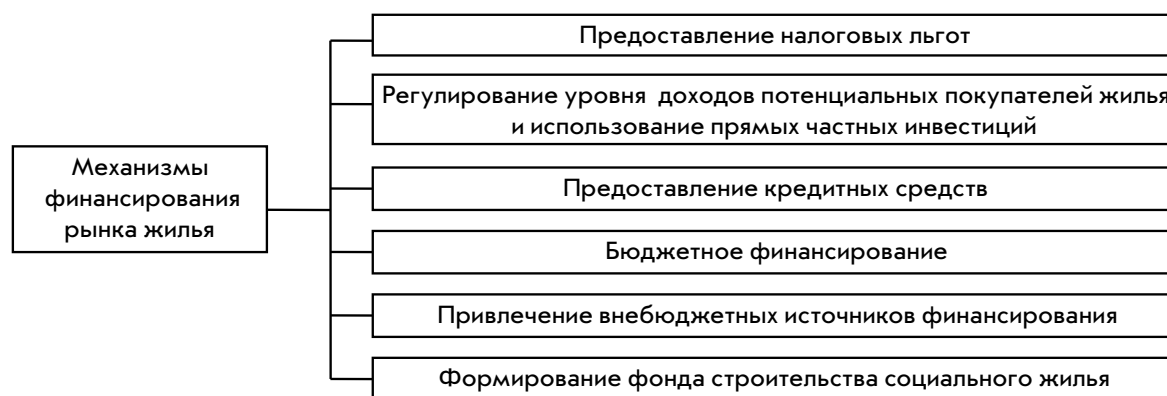 Предоставление налоговых льгот
Регулирование уровня доходов потенциальных покупателей жилья
и использование прямых частных инвестиций
Механизмы
финансирования
рынка жилья
Предоставление кредитных средств
Бюджетное финансирование
Привлечение внебюджетных источников финансирования
Формирование фонда строительства социального жилья